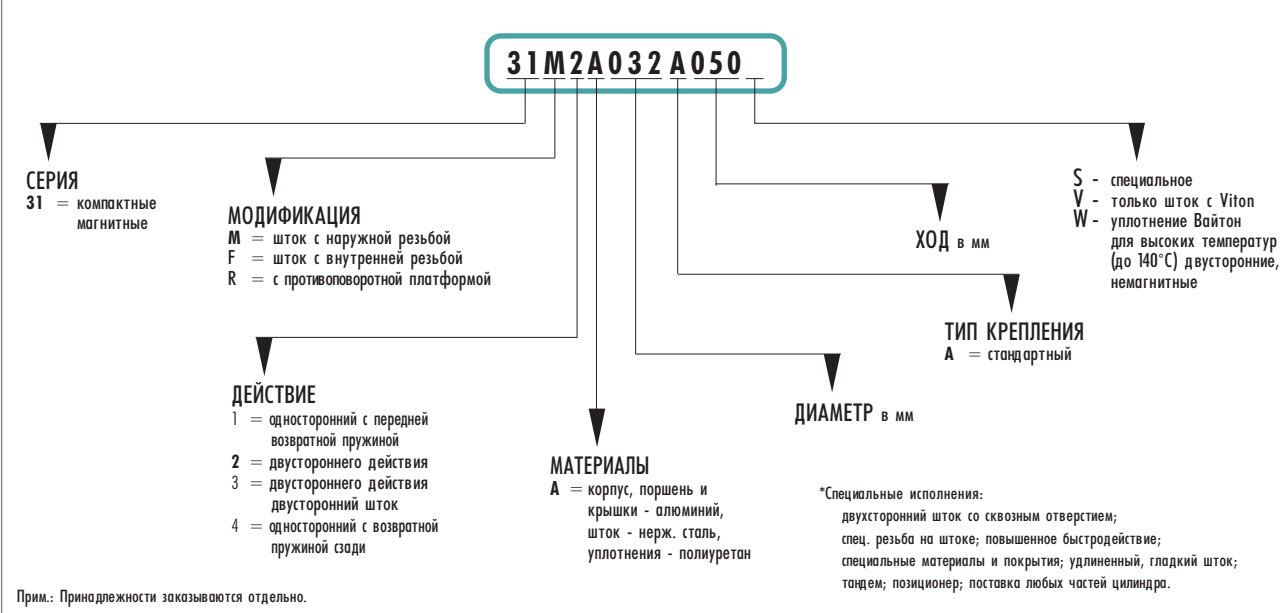 31M2A032A050_
СЕРИЯ
31 = компактные
магнитные
МОДИФИКАЦИЯ
M = шток с наружной резьбой
F = шток с внутренней резьбой
R = с противоповоротной платформой
ДЕЙСТВИЕ
1 = односторонний с передней
возвратной пружиной
2 = двустороннего действия
3 = двустороннего действия
двусторонний шток
4 = односторонний с возвратной
пружиной сзади
МАТЕРИАЛЫ
A = корпус, поршень и
крышки - алюминий,
шток - нерж. сталь,
уплотнения - полиуретан
ДИАМЕТР в мм
ТИП КРЕПЛЕНИЯ
A = стандартный
ХОД в мм
S - специальное
V - только шток с Viton
W - уплотнение Вайтон
для высоких температур
(до 140°C) двусторонние,
немагнитные
*Специальные исполнения:
двухсторонний шток со сквозным отверстием;
спец. резьба на штоке; повышенное быстродействие;
специальные материалы и покрытия; удлиненный, гладкий шток;
тандем; позиционер; поставка любых частей цилиндра.
Прим.: Принадлежности заказываются отдельно.